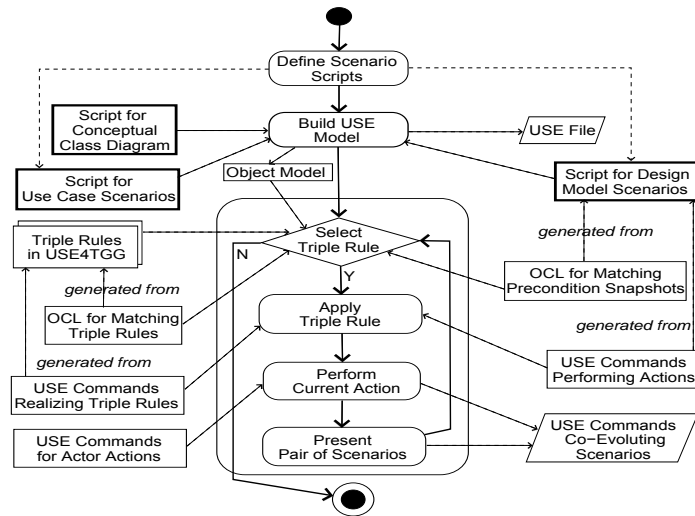 Define Scenario
Scripts
Script for
Conceptual
Class Diagram
Build USE
Model
USE File
Script for
Use Case Scenarios
Object Model
Script for Design
Model Scenarios
Triple Rules
in USE4TGG
Select
Triple Rule
generated from
N
Y
generated from
OCL for Matching
Triple Rules
OCL for Matching
Precondition Snapshots
Apply
Triple Rule
generated from
generated from
USE Commands
Realizing Triple Rules
Perform
Current Action
USE Commands
Performing Actions
USE Commands
for Actor Actions
Present
Pair of Scenarios
USE Commands
Co-Evoluting
Scenarios